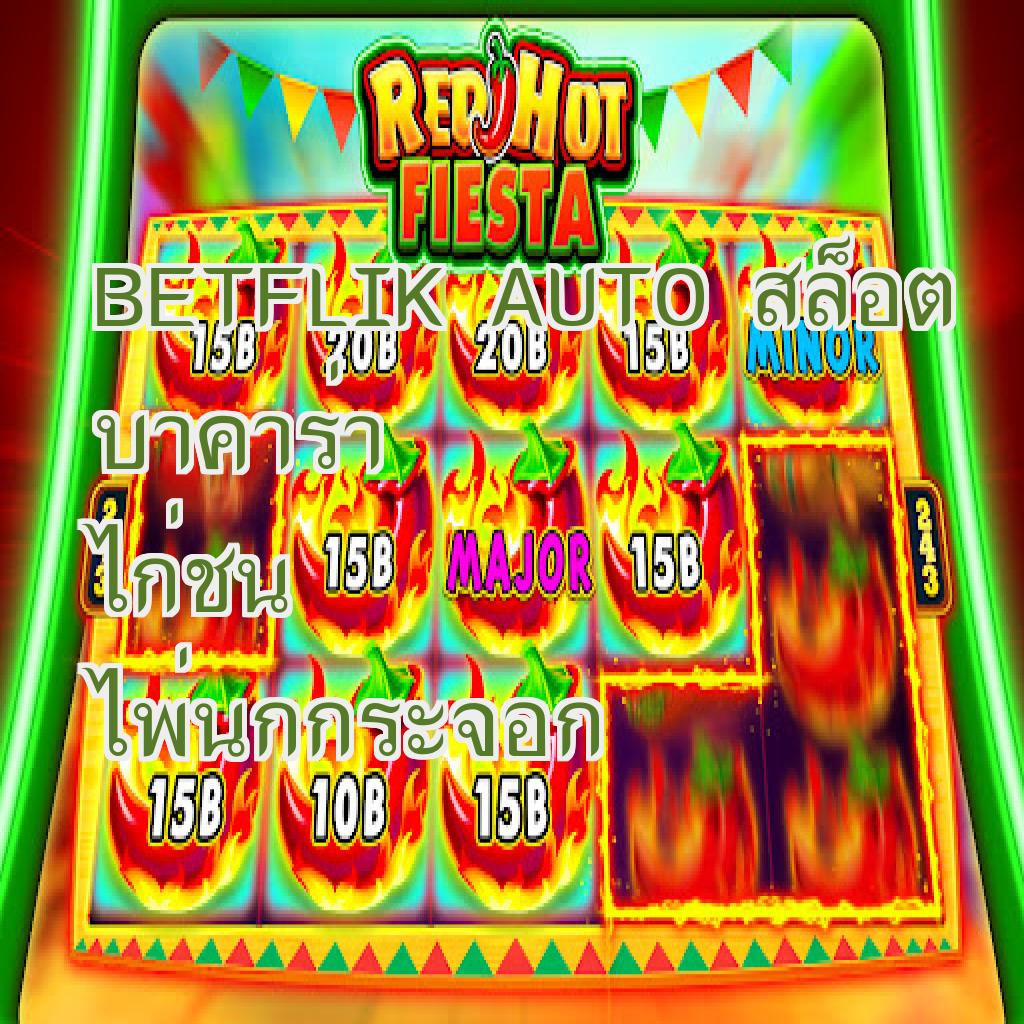 RED HOT
FIESTA
BETFLIK AUTO สล็อต
15B 20B 20B 15B MINOR
บาคาร่า
ไก่ชน
243 15B MAJOR 15B 243
ไพ่นกกระจอก
15B 10B 15B